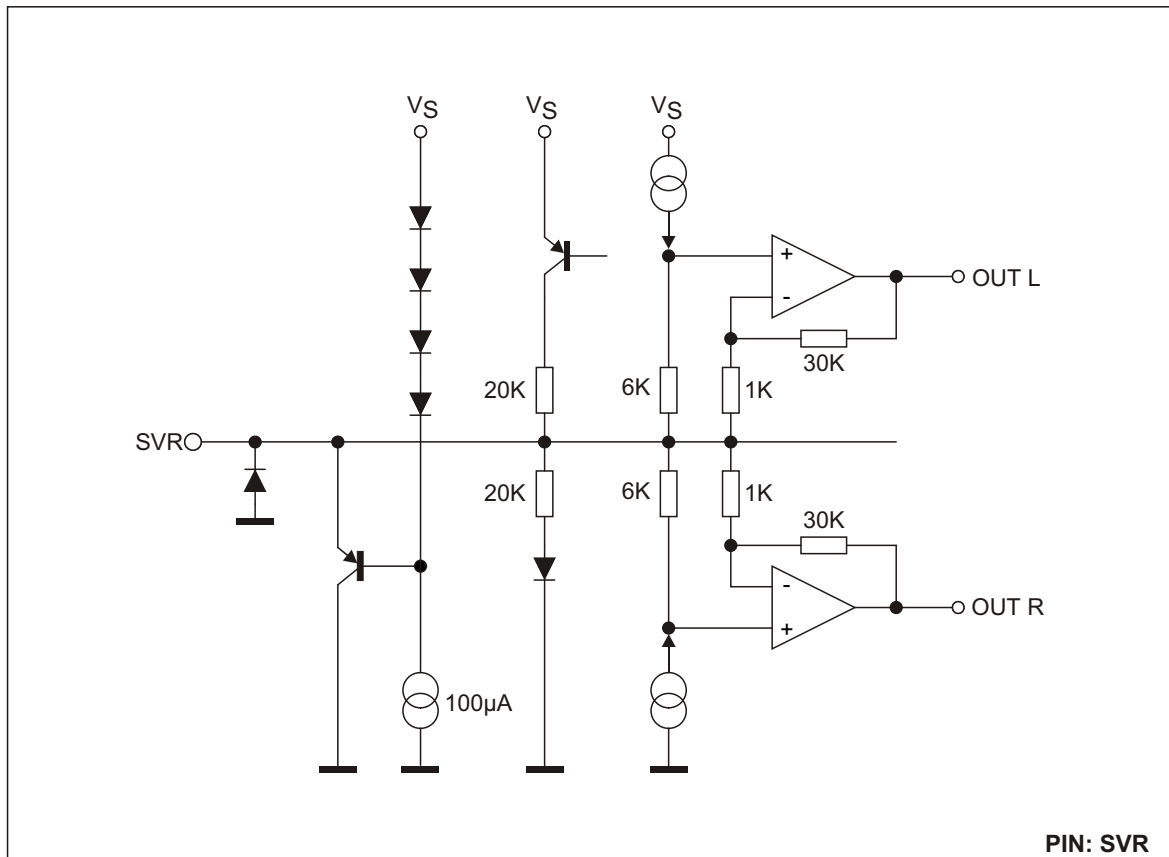 VS VS VS
+
OUT L
-
30K
20K 6K 1K
SVR
20K 6K 1K
30K
-
OUT R
+
100µA
PIN: SVR